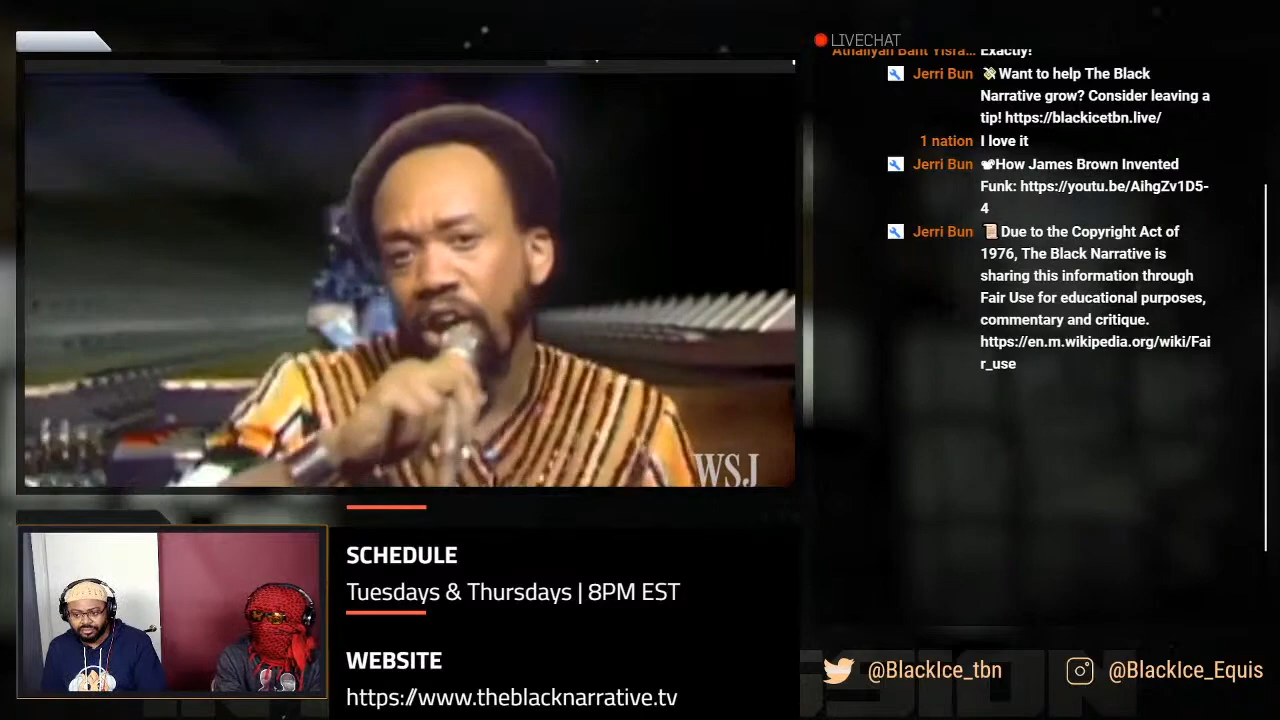 LIVECHAT
Athaliyah Bant Yisra... Exactly!
Jerri Bun Want to help The Black
Narrative grow? Consider leaving a
tip! https://blackicetbn.live/
1 nation I love it
Jerri Bun How James Brown Invented
Funk: https://youtu.be/AihgZv1D5-
4
Jerri Bun Due to the Copyright Act of
1976, The Black Narrative is
sharing this information through
Fair Use for educational purposes,
commentary and critique.
https://en.m.wikipedia.org/wiki/Fai
r_use
WSJ
SCHEDULE
Tuesdays & Thursdays | 8PM EST
WEBSITE
https://www.theblacknarrative.tv
@BlackIce_tbn
@BlackIce_Equis